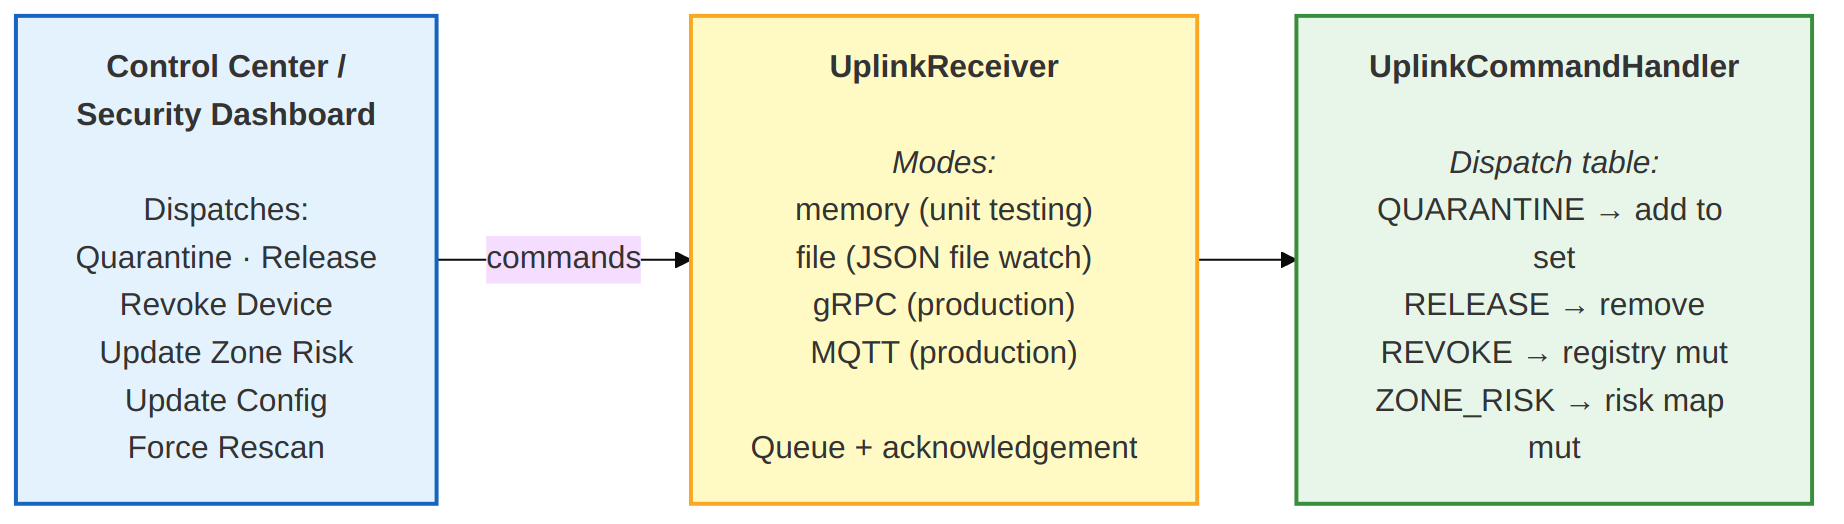 Control Center /
Security Dashboard
Dispatches:
Quarantine · Release
Revoke Device
Update Zone Risk
Update Config
Force Rescan
commands
UplinkReceiver
Modes:
memory (unit testing)
file (JSON file watch)
gRPC (production)
MQTT (production)
Queue + acknowledgement
UplinkCommandHandler
Dispatch table:
QUARANTINE → add to
set
RELEASE → remove
REVOKE → registry mut
ZONE_RISK → risk map
mut